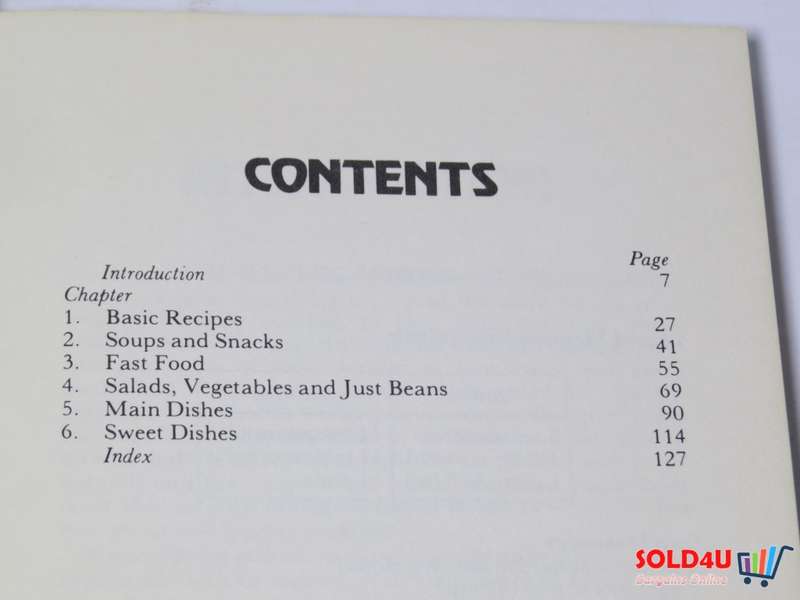 CONTENTS
Page
Introduction 7
Chapter
1. Basic Recipes 27
2. Soups and Snacks 41
3. Fast Food 55
4. Salads, Vegetables and Just Beans 69
5. Main Dishes 90
6. Sweet Dishes 114
Index 127
SOLD4U
Bargains Online